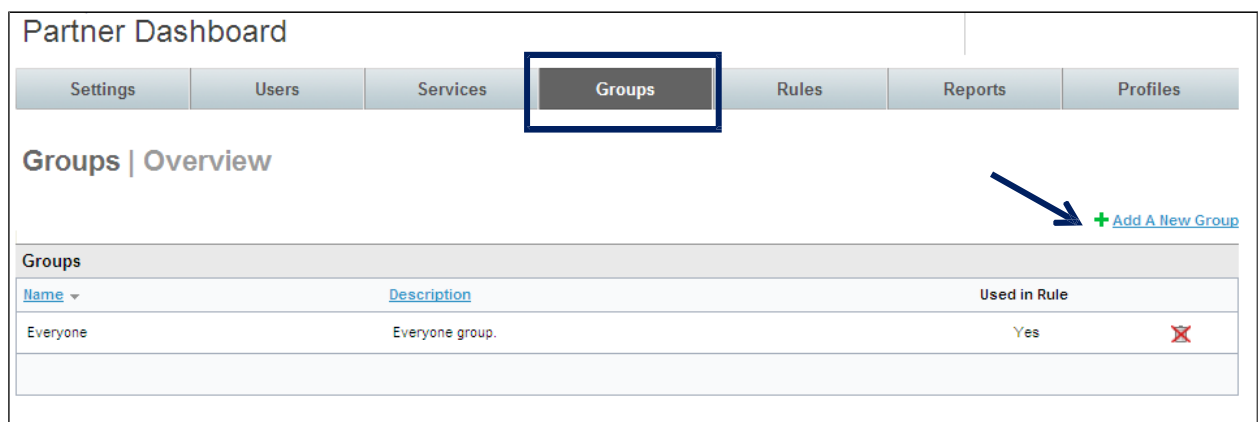 Partner Dashboard
Settings Users Services Groups Rules Reports Profiles
Groups | Overview
Add A New Group
Groups
Name Description Used in Rule
Everyone Everyone group. Yes